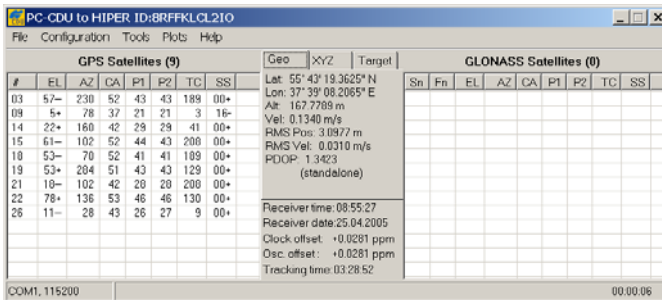 PC-CDU to HIPER ID:8RFFKLCL2IO
File Configuration Tools Plots Help
GPS Satellites (9)
# EL AZ CA P1 P2 TC SS
03 57- 230 52 43 43 189 00+
09 5+ 78 37 21 21 3 16-
14 22+ 160 42 29 29 41 00+
15 61- 102 52 44 43 208 00+
18 53- 70 52 41 41 189 00+
19 53+ 284 51 43 43 129 00+
21 18- 102 42 28 28 208 00+
22 78+ 136 53 46 46 130 00+
26 11- 28 43 26 27 9 00+
Geo XYZ Target
Lat: 55° 43' 19.3625" N
Lon: 37° 39' 08.2065" E
Alt: 167.7789 m
Vel: 0.1340 m/s
RMS Pos: 3.0977 m
RMS Vel: 0.0310 m/s
PDOP: 1.3423
(standalone)
Receiver time: 08:55:27
Receiver date:25.04.2005
Clock offset: +0.0281 ppm
Osc. offset: +0.0281 ppm
Tracking time: 03:28:52
GLONASS Satellites (0)
Sn Fn EL AZ CA P1 P2 TC SS
COM1, 115200
00:00:06